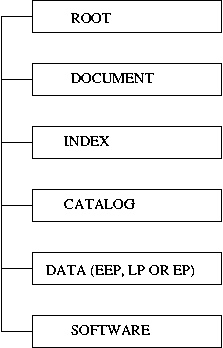 ROOT
DOCUMENT
INDEX
CATALOG
DATA (EEP, LP OR EP)
SOFTWARE